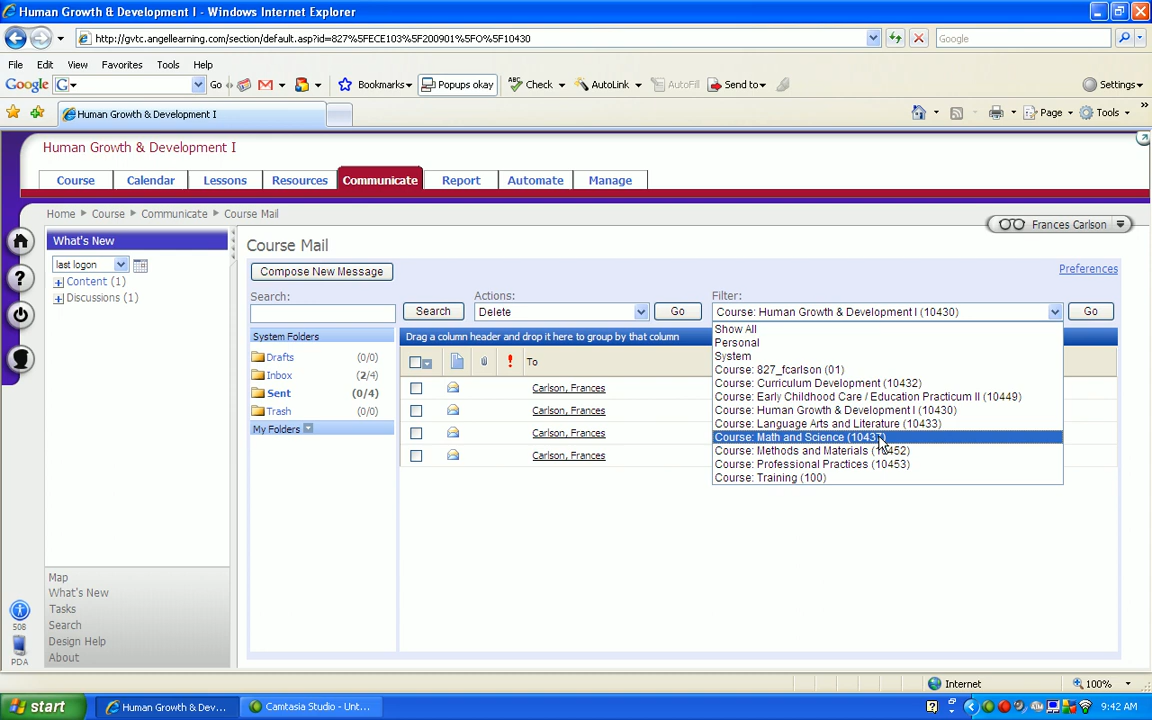 Human Growth & Development I - Windows Internet Explorer
http://gvtc.angellearning.com/section/default.asp?id=827%5FECE103%5F200901%5FO%5F10430
Google
File Edit View Favorites Tools Help
Google G Go Bookmarks Popups okay Check AutoLink AutoFill Send to Settings
Human Growth & Development I
Page Tools
Human Growth & Development I
Course Calendar Lessons Resources Communicate Report Automate Manage
Home Course Communicate Course Mail
Frances Carlson
What's New
last logon
Content (1)
Discussions (1)
Course Mail
Compose New Message
Preferences
Search:
Search
Actions:
Delete
Go
Filter:
Course: Human Growth & Development I (10430)
Go
Show All
Personal
System
Course: 827_fcarlson (01)
Course: Curriculum Development (10432)
Course: Early Childhood Care / Education Practicum II (10449)
Course: Human Growth & Development I (10430)
Course: Language Arts and Literature (10433)
Course: Math and Science (10437)
Course: Methods and Materials (10452)
Course: Professional Practices (10453)
Course: Training (100)
System Folders
Drafts (0/0)
Inbox (2/4)
Sent (0/4)
Trash (0/0)
My Folders
Drag a column header and drop it here to group by that column
To
Carlson, Frances
Carlson, Frances
Carlson, Frances
Carlson, Frances
Map
What's New
Tasks
Search
Design Help
About
508
PDA
Internet
100%
start
Human Growth & Dev...
Camtasia Studio - Unt...
9:42 AM